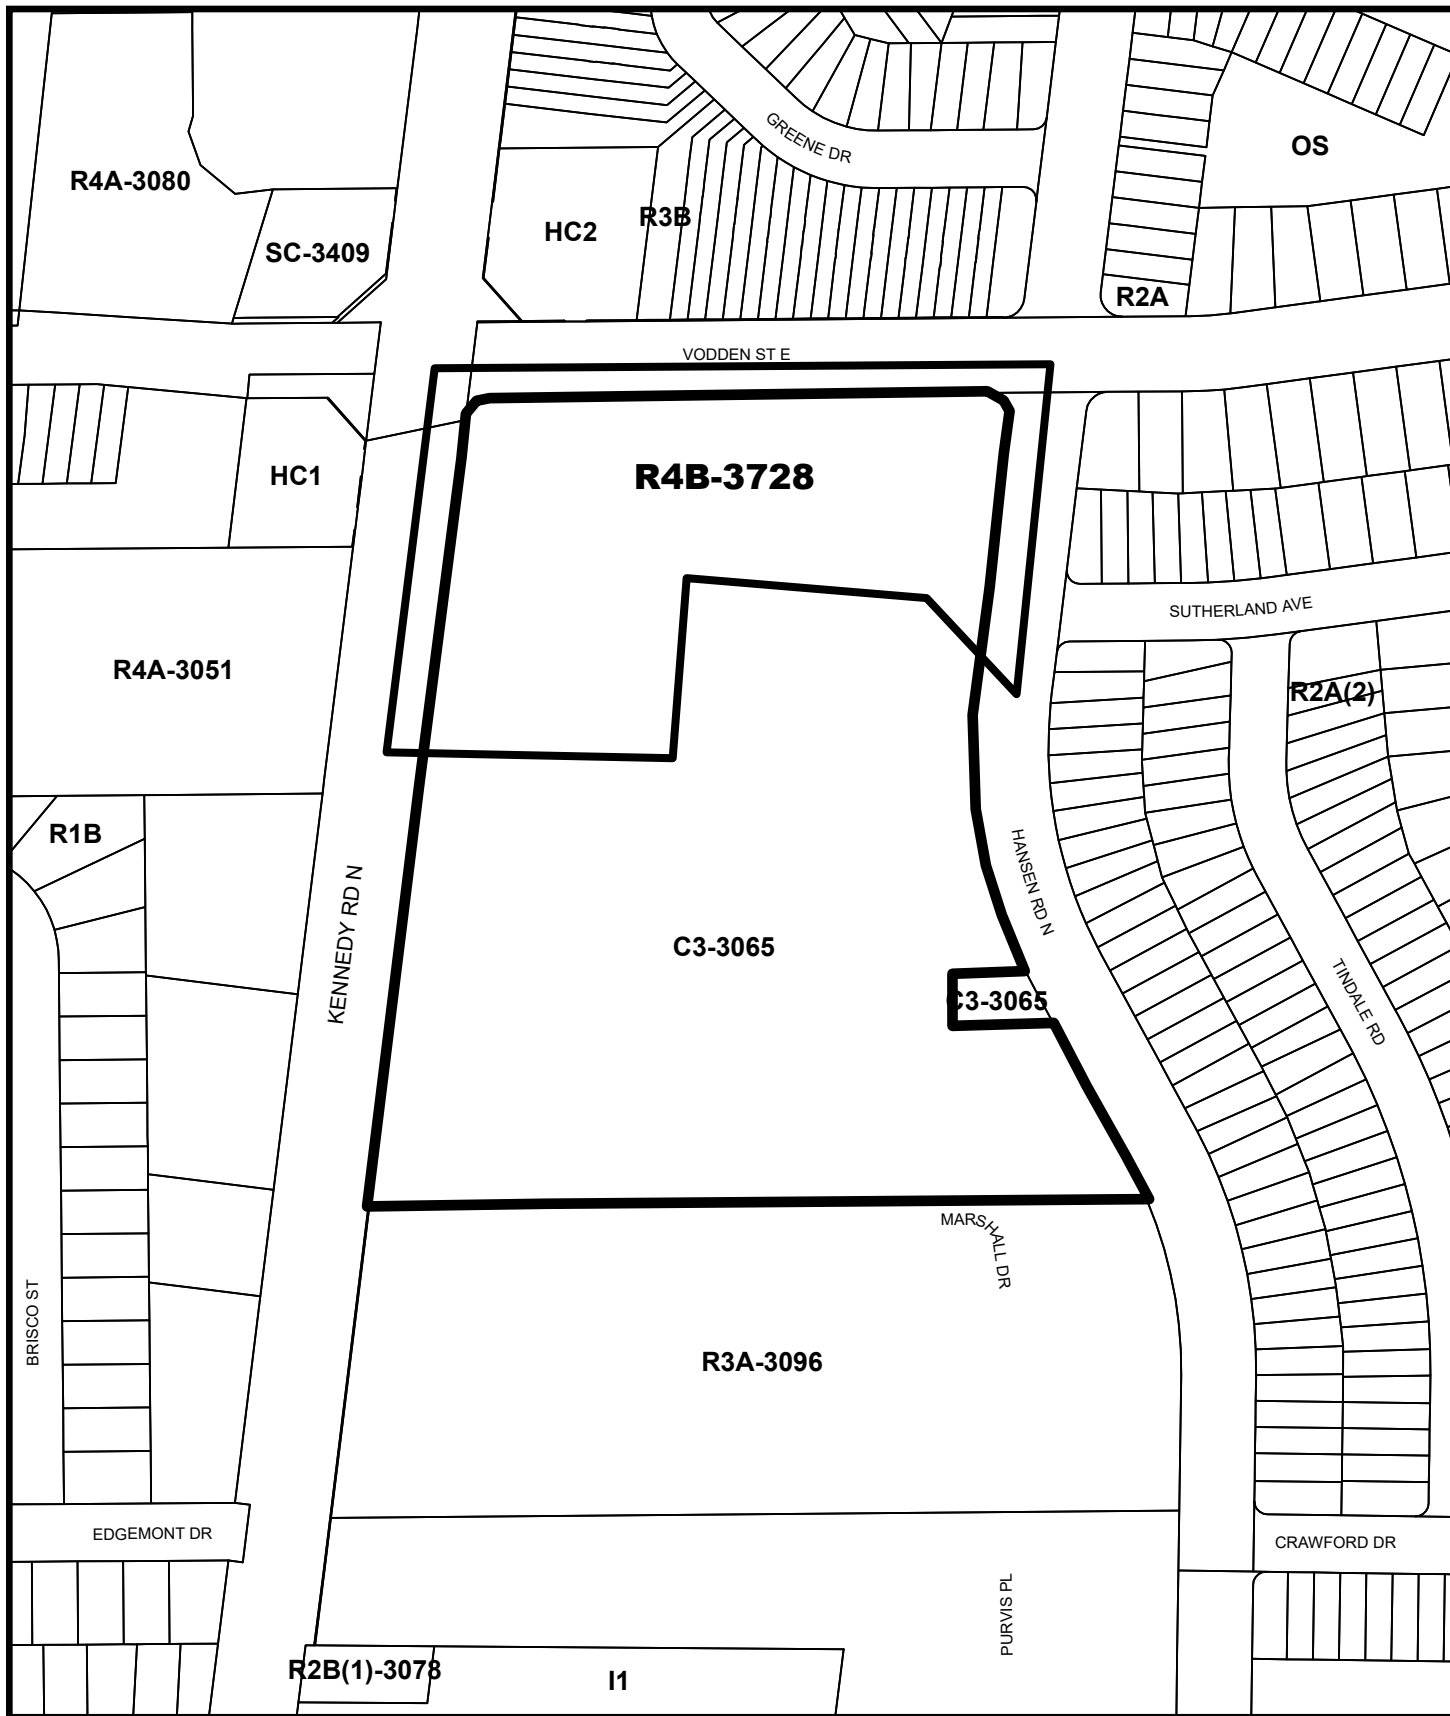 OS
GREENE DR
R4A-3080
R3B
HC2
SC-3409
R2A
VODDEN ST E
HC1
R4B-3728
SUTHERLAND AVE
R4A-3051
R2A(2)
R1B
HANSEN RD N
KENNEDY RD N
C3-3065
C3-3065
TINDALE RD
MARSHALL DR
BRISCO ST
R3A-3096
EDGEMONT DR
CRAWFORD DR
PURVIS PL
R2B(1)-3078
I1